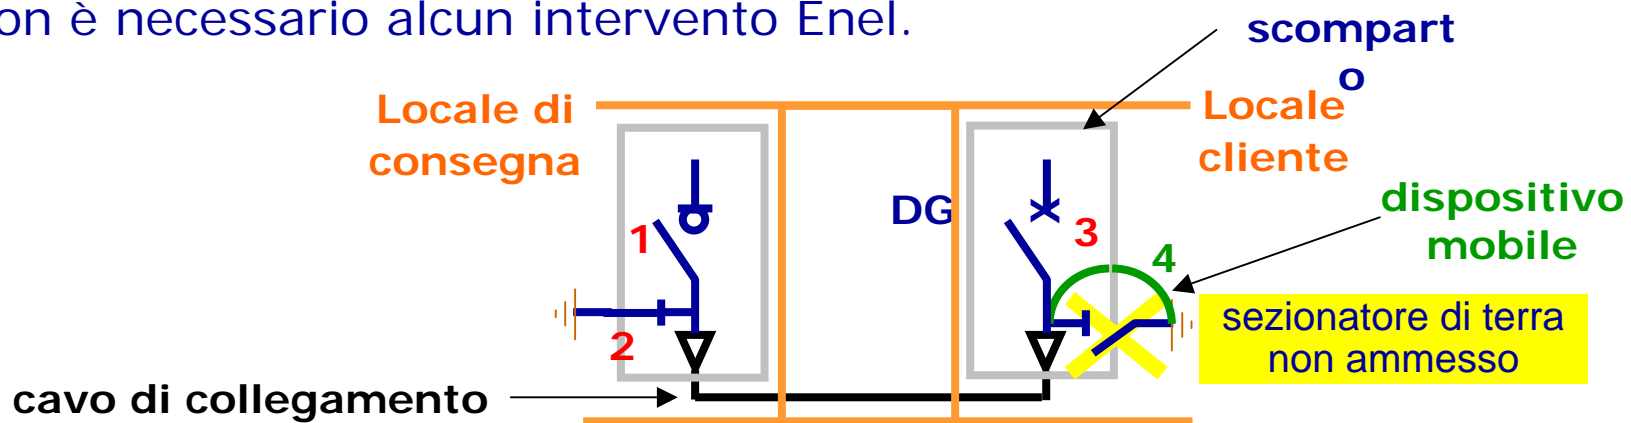 on è necessario alcun intervento Enel.
scompart
o
Locale di
consegna
Locale
cliente
DG
1
2
3
4
dispositivo
mobile
sezionatore di terra
non ammesso
cavo di collegamento